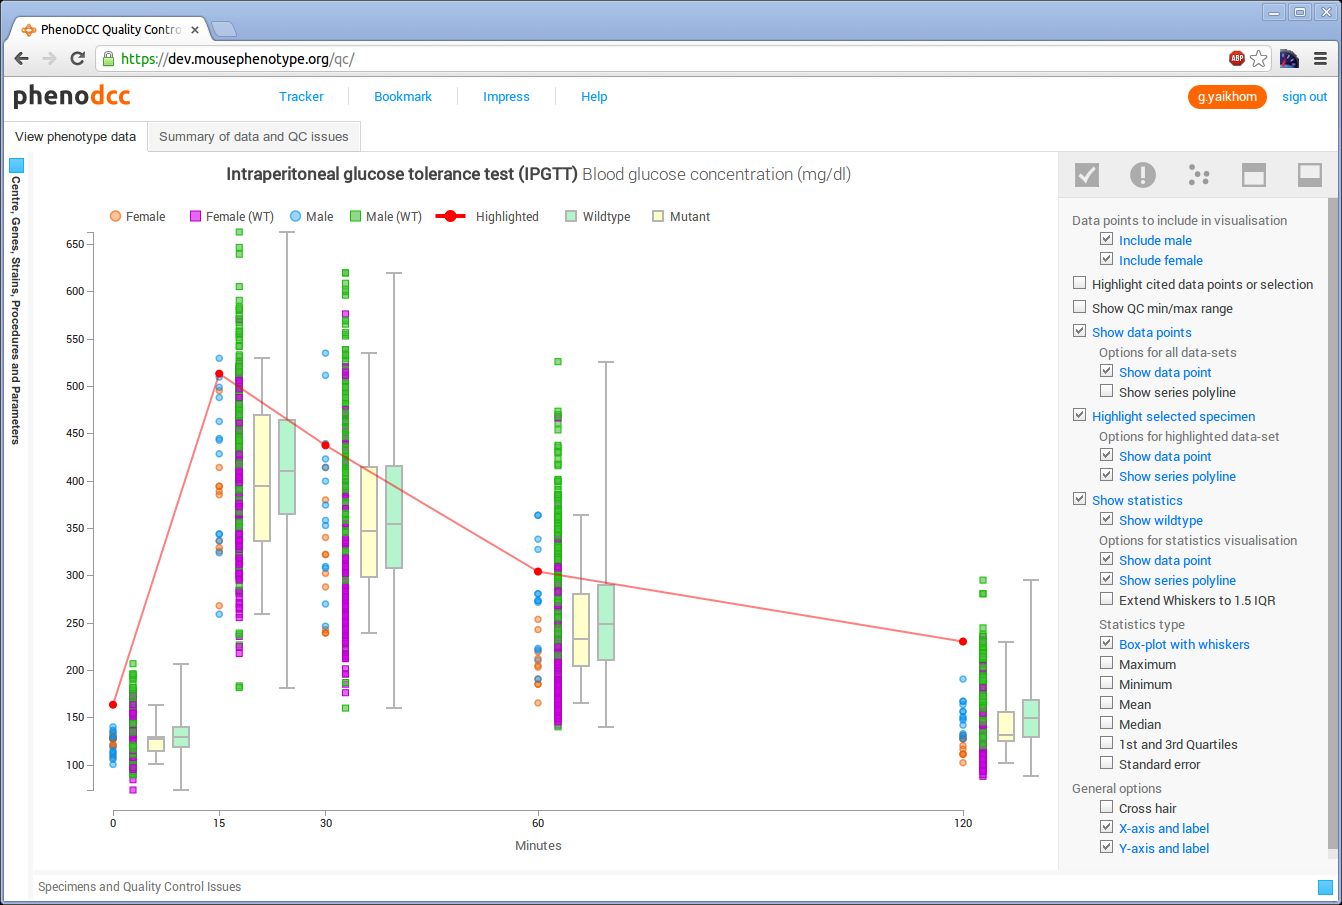 PhenoDCC Quality Contro
https://dev.mousephenotype.org/qc/
ABP
phenodcc
Tracker
Bookmark
Impress
Help
g.yaikhom
sign out
View phenotype data
Summary of data and QC issues
Centre, Genes, Strains, Procedures and Parameters
Intraperitoneal glucose tolerance test (IPGTT) Blood glucose concentration (mg/dl)
Female
Female (WT)
Male
Male (WT)
Highlighted
Wildtype
Mutant
650
600
550
500
450
400
350
300
250
200
150
100
0
15
30
60
120
Minutes
Data points to include in visualisation
Include male
Include female
Highlight cited data points or selection
Show QC min/max range
Show data points
Options for all data-sets
Show data point
Show series polyline
Highlight selected specimen
Options for highlighted data-set
Show data point
Show series polyline
Show statistics
Show wildtype
Options for statistics visualisation
Show data point
Show series polyline
Extend Whiskers to 1.5 IQR
Statistics type
Box-plot with whiskers
Maximum
Minimum
Mean
Median
1st and 3rd Quartiles
Standard error
General options
Cross hair
X-axis and label
Y-axis and label
Specimens and Quality Control Issues